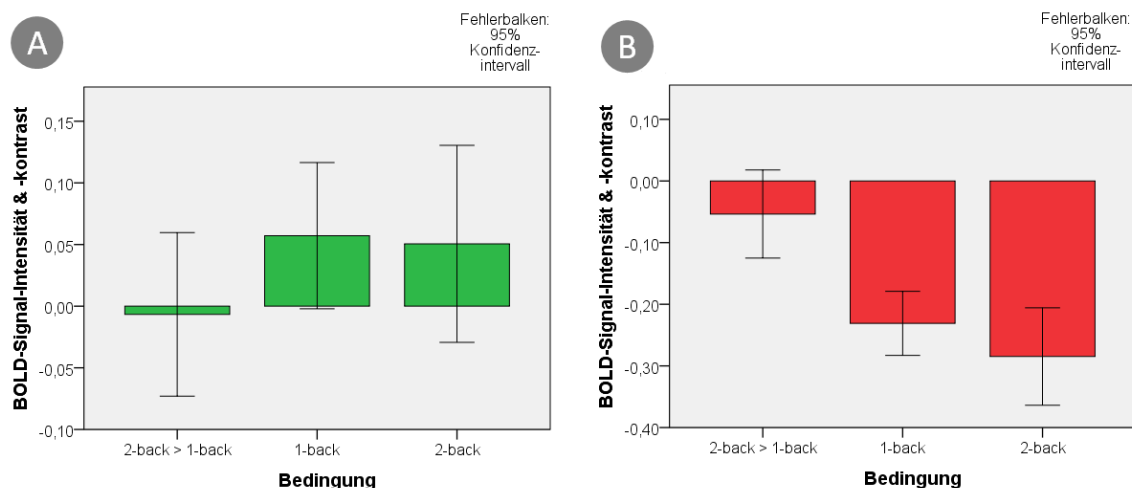 A
Fehlerbalken:
95%
Konfidenz-
intervall
BOLD-Signal-Intensität & -kontrast
0,15
0,10
0,05
0,00
-0,05
-0,10
2-back > 1-back
1-back
2-back
Bedingung
B
Fehlerbalken:
95%
Konfidenz-
intervall
BOLD-Signal-Intensität & -kontrast
0,10
0,00
-0,10
-0,20
-0,30
-0,40
2-back > 1-back
1-back
2-back
Bedingung